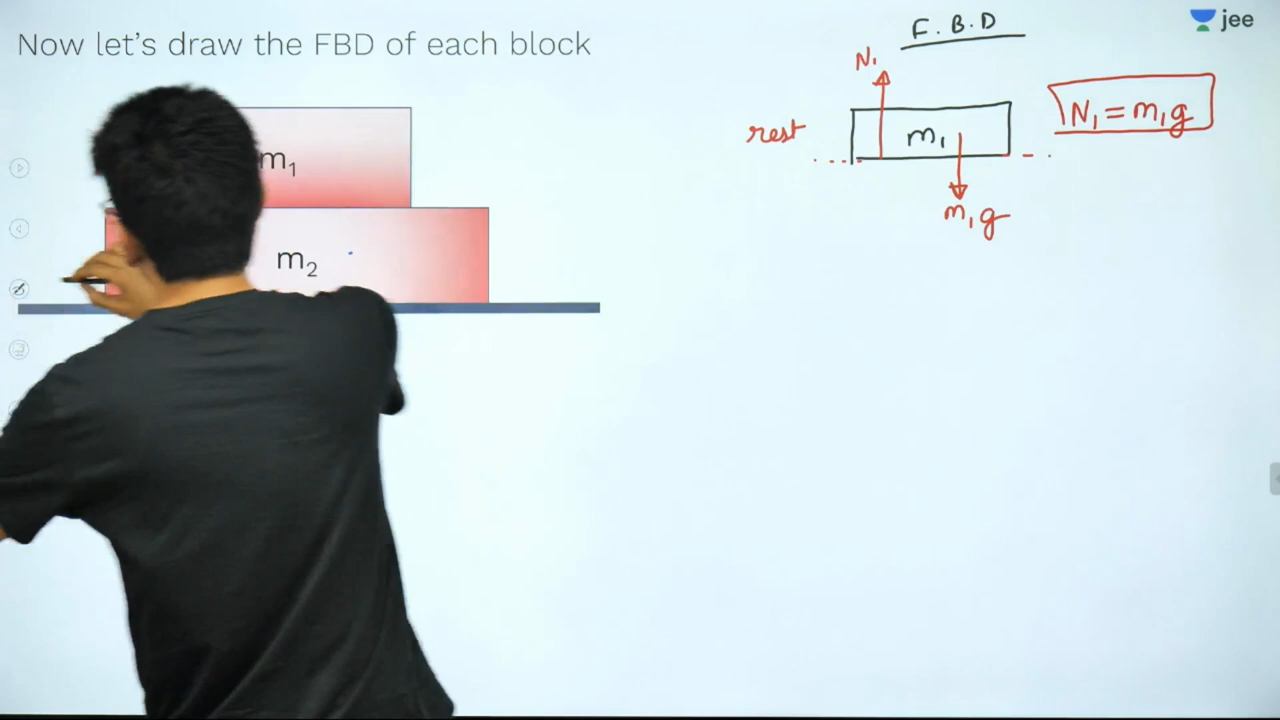 Now let's draw the FBD of each block
F.B.D
jee
N₁
N₁ = m₁g
rest
m₁
m₁g
m₁
m₂